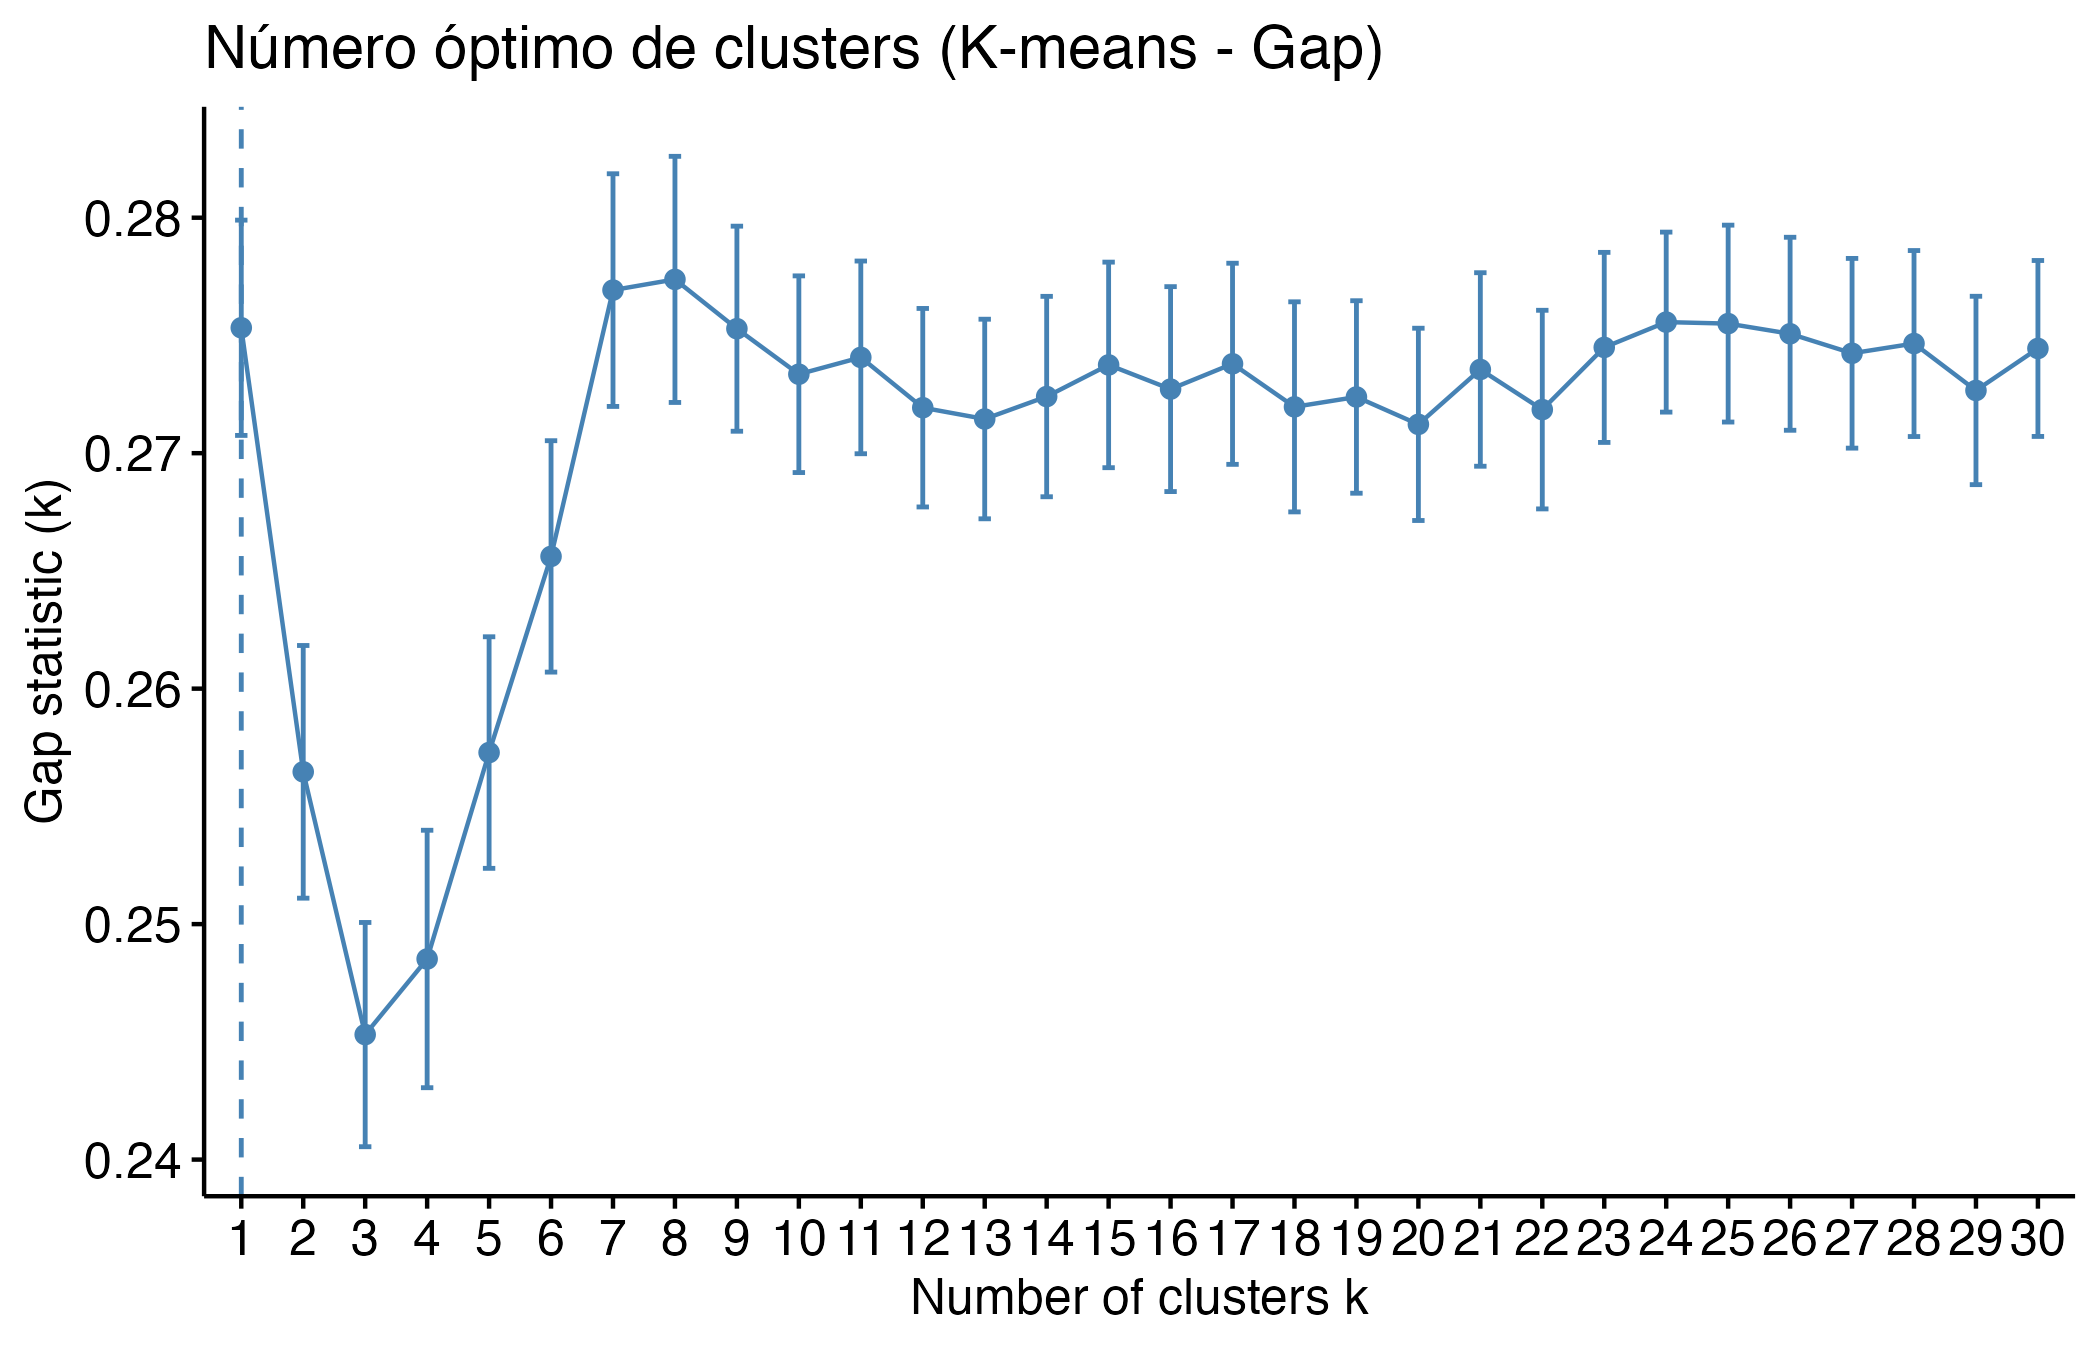 Número óptimo de clusters (K-means - Gap)
Gap statistic (k)
0.28
0.27
0.26
0.25
0.24
1 2 3 4 5 6 7 8 9 10 11 12 13 14 15 16 17 18 19 20 21 22 23 24 25 26 27 28 29 30
Number of clusters k